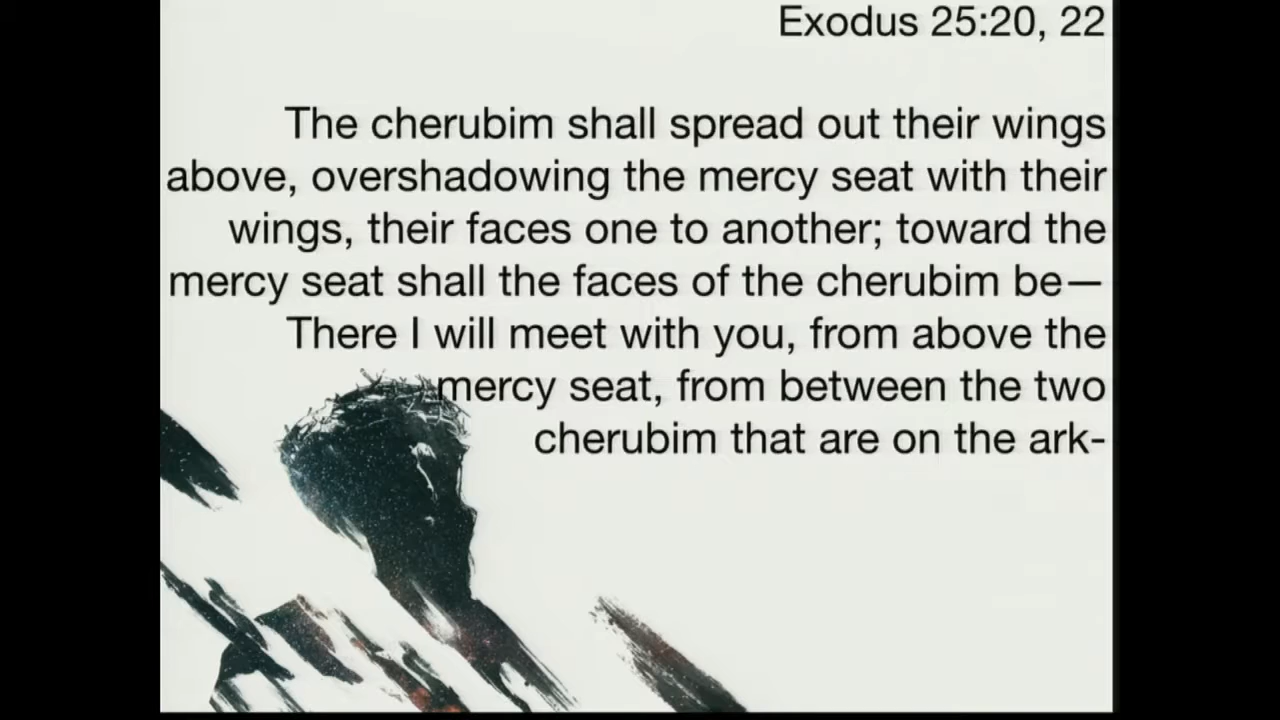 Exodus 25:20, 22
The cherubim shall spread out their wings
above, overshadowing the mercy seat with their
wings, their faces one to another; toward the
mercy seat shall the faces of the cherubim be—
There I will meet with you, from above the
mercy seat, from between the two
cherubim that are on the ark-